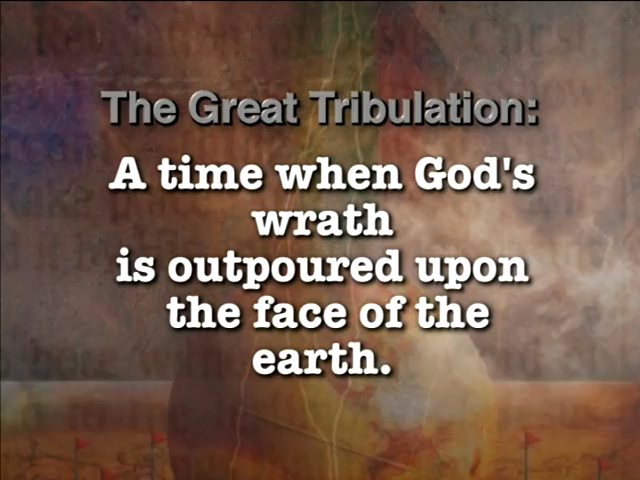 The Great Tribulation:
A time when God's
wrath
is outpoured upon
the face of the
earth.